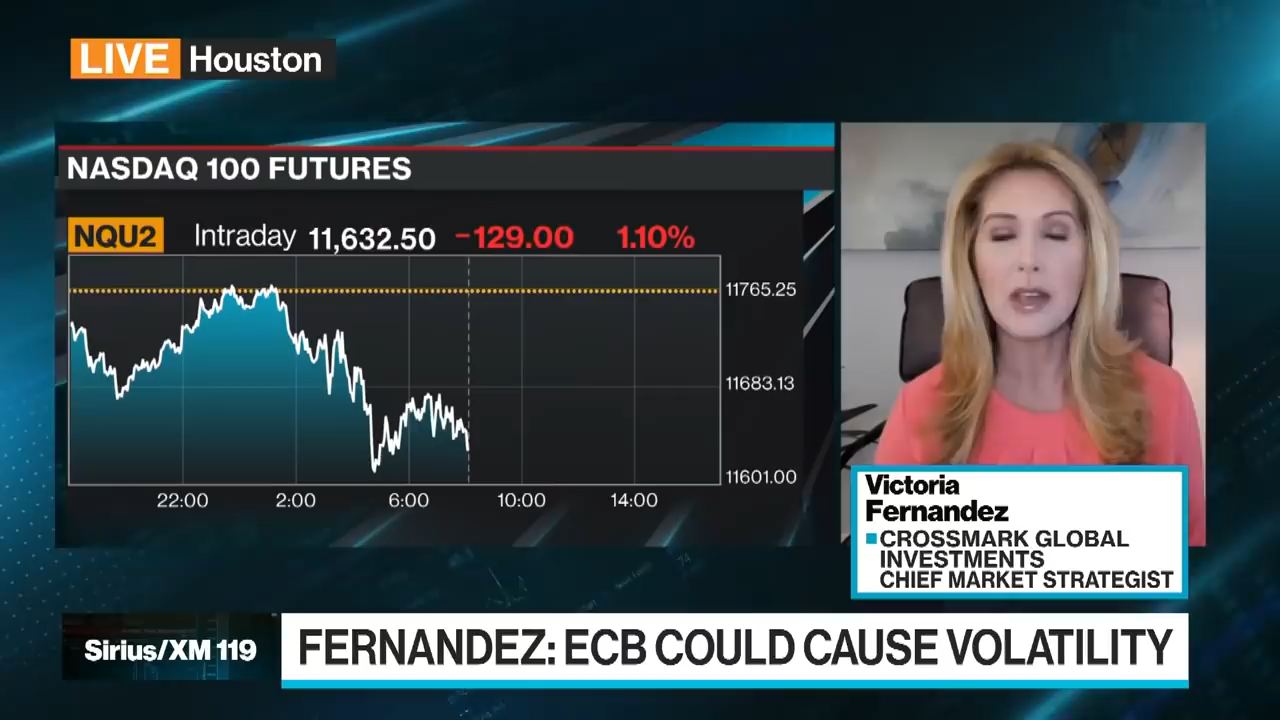 LIVE Houston
NASDAQ 100 FUTURES
NQU2 Intraday 11,632.50 −129.00 1.10%
11765.25
11683.13
11601.00
22:00 2:00 6:00 10:00 14:00
Victoria
Fernandez
CROSSMARK GLOBAL
INVESTMENTS
CHIEF MARKET STRATEGIST
Sirius/XM 119
FERNANDEZ: ECB COULD CAUSE VOLATILITY